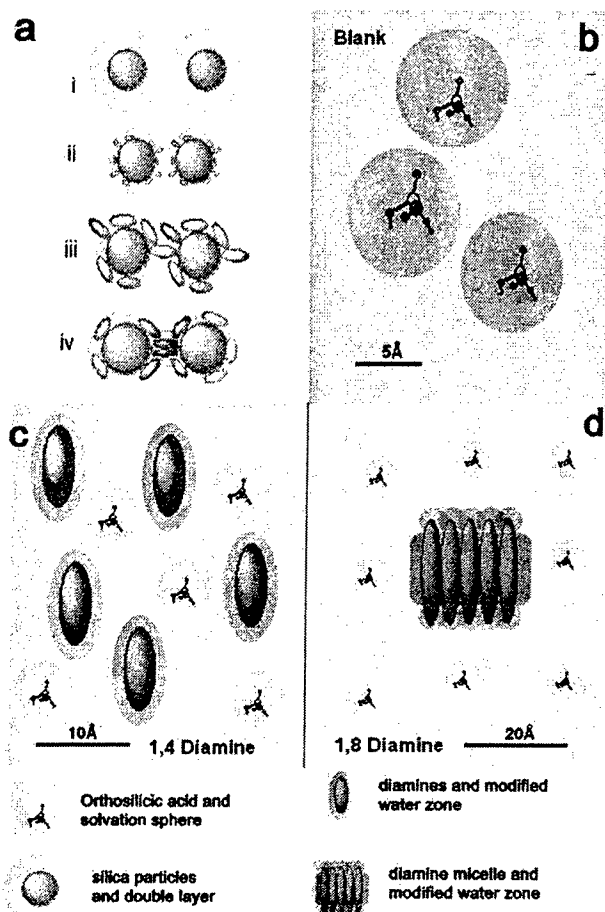 a
i
ii
iii
iv
Blank
b
5Å
c
10Å
1,4 Diamine
d
1,8 Diamine
20Å
Orthosilicic acid and
solvation sphere
diamines and modified
water zone
silica particles
and double layer
diamine micelle and
modified water zone